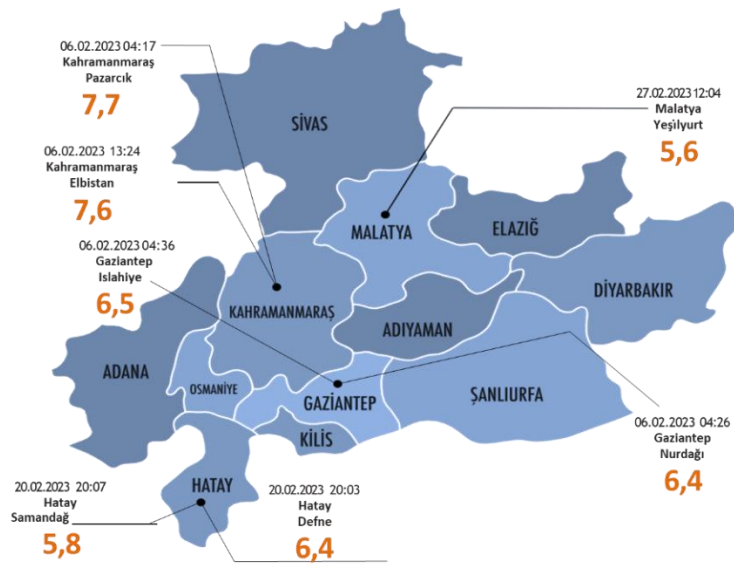 06.02.2023 04:17
Kahramanmaraş
Pazarcık
7,7
27.02.2023 12:04
Malatya
Yeşilyurt
5,6
SİVAS
06.02.2023 13:24
Kahramanmaraş
Elbistan
7,6
MALATYA
ELAZIĞ
06.02.2023 04:36
Gaziantep
Islahiye
6,5
DİYARBAKIR
KAHRAMANMARAŞ
ADIYAMAN
ADANA
OSMANİYE
GAZİANTEP
ŞANLIURFA
KİLİS
06.02.2023 04:26
Gaziantep
Nurdağı
6,4
HATAY
20.02.2023 20:07
Hatay
Samandağ
5,8
20.02.2023 20:03
Hatay
Defne
6,4